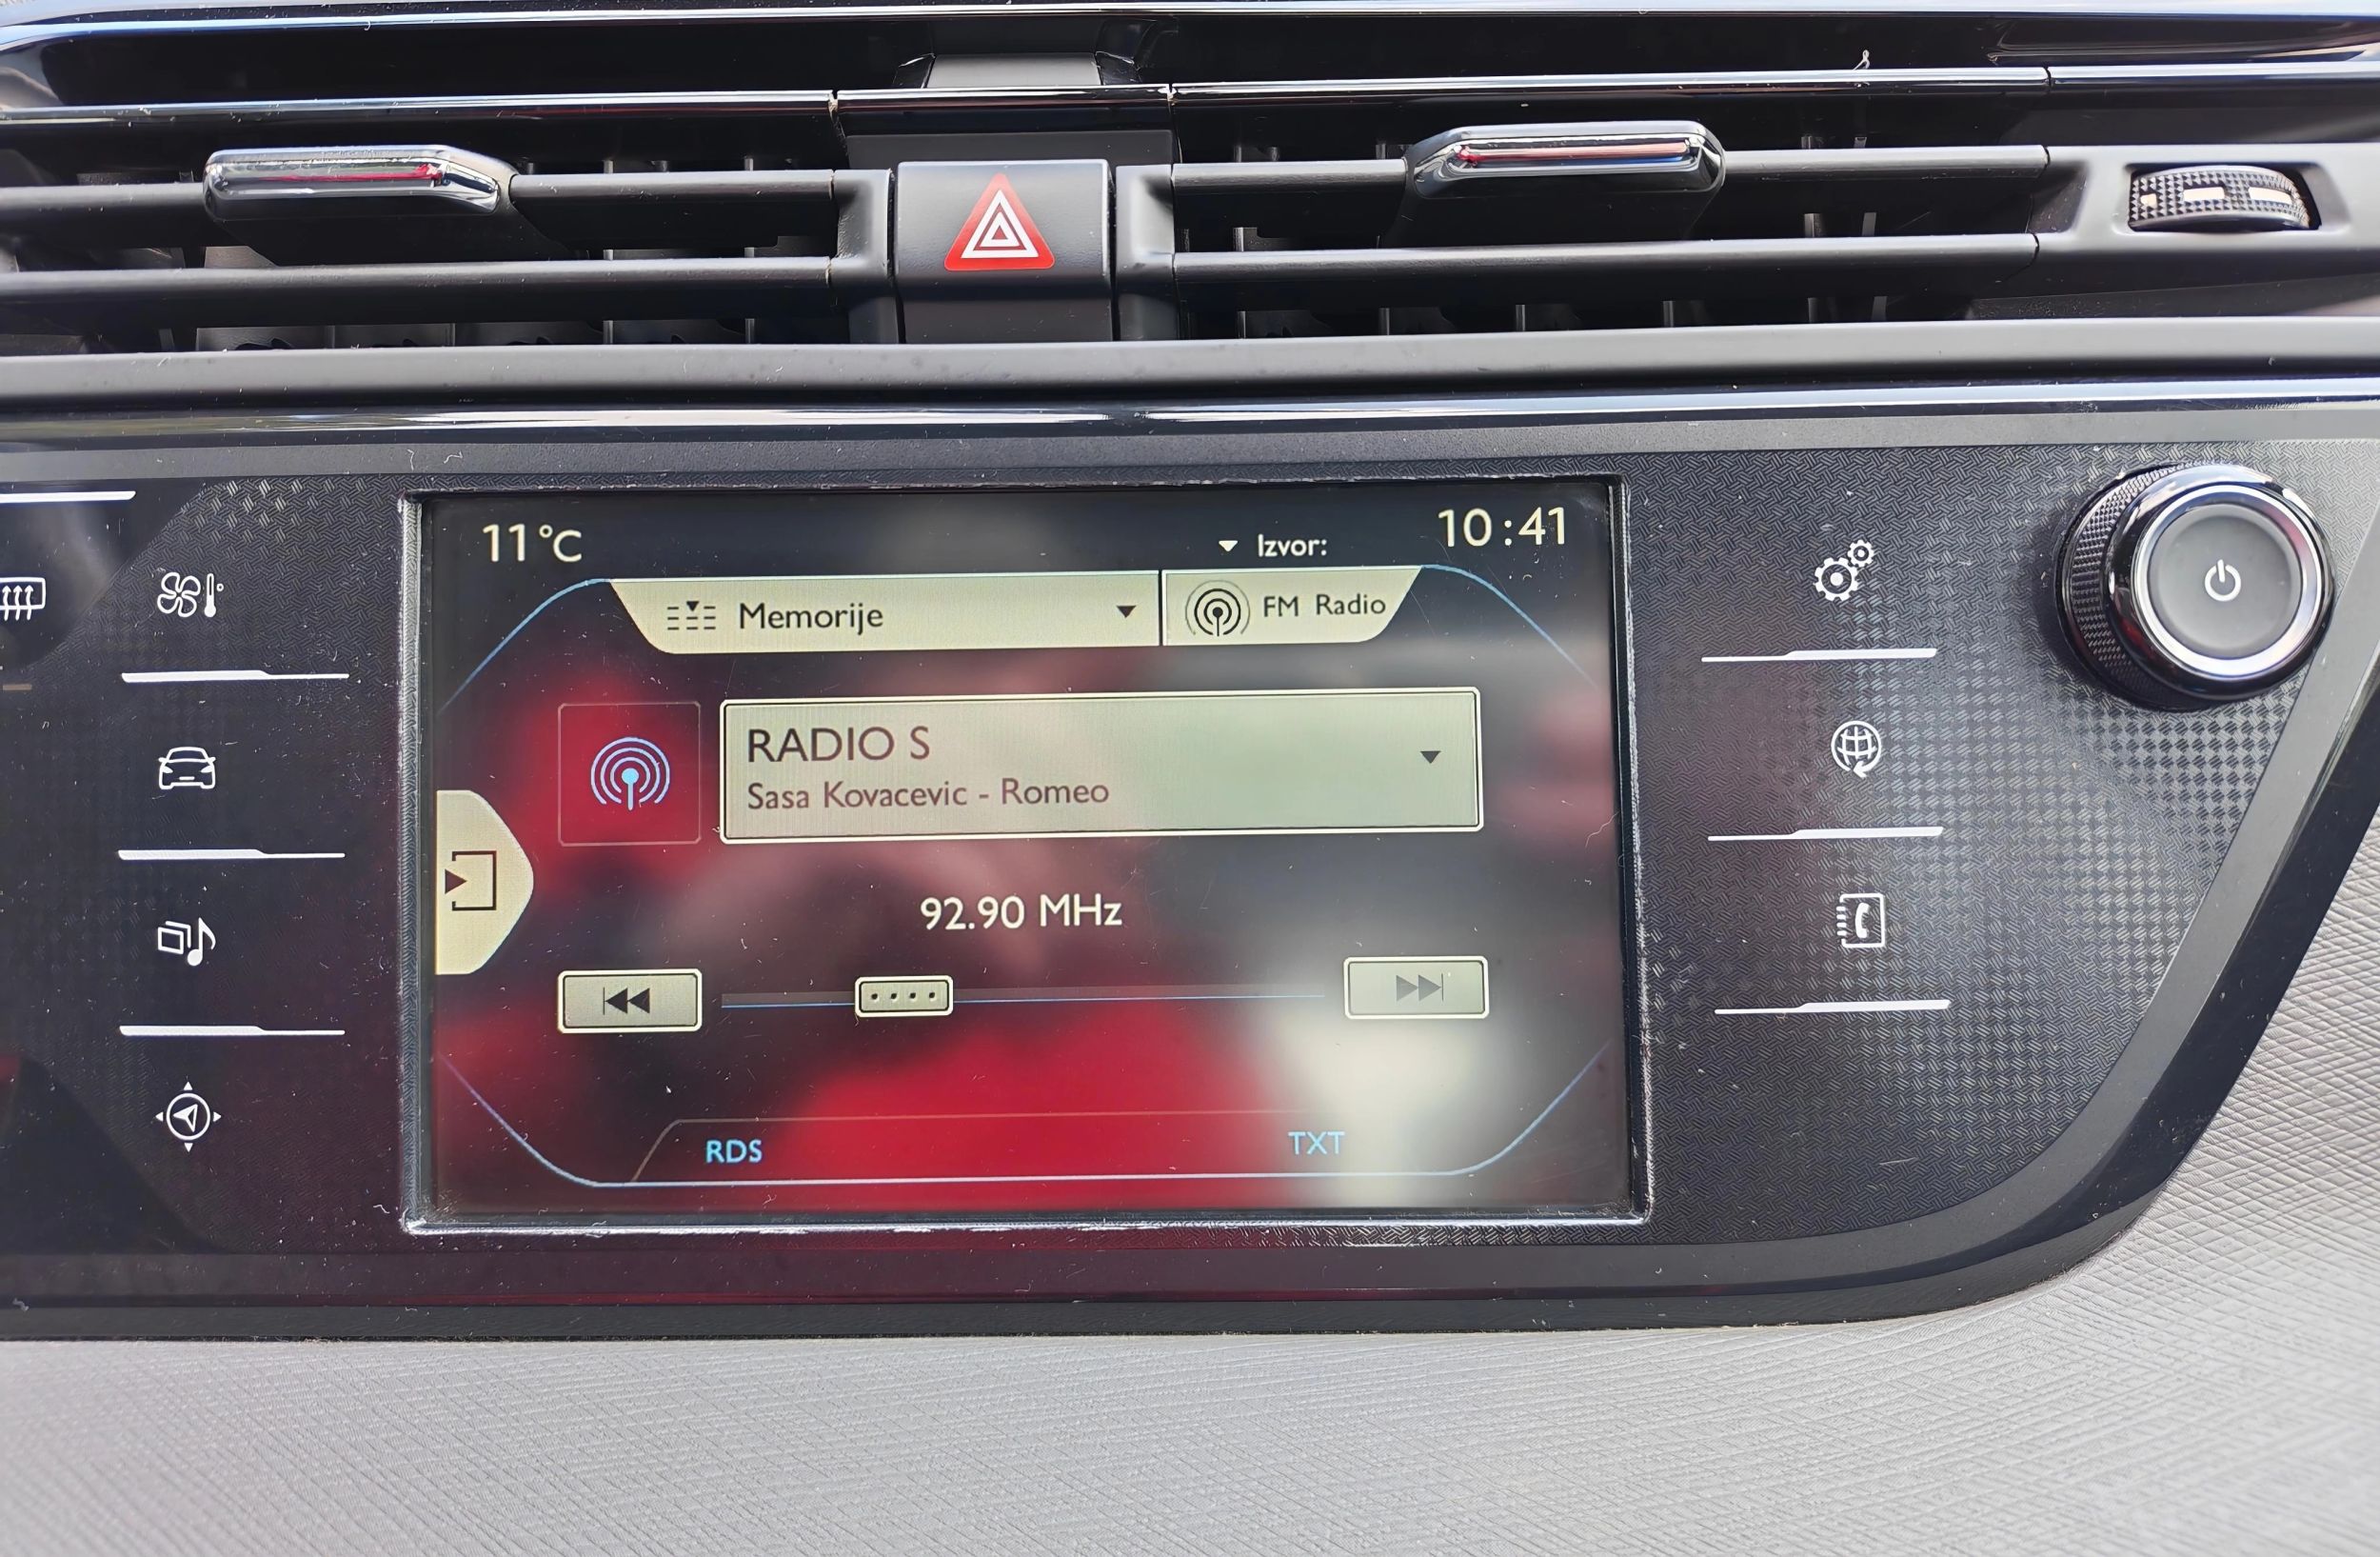 11°C
Izvor:
10:41
Memorije
FM Radio
RADIO S
Sasa Kovacevic - Romeo
92.90 MHz
RDS
TXT